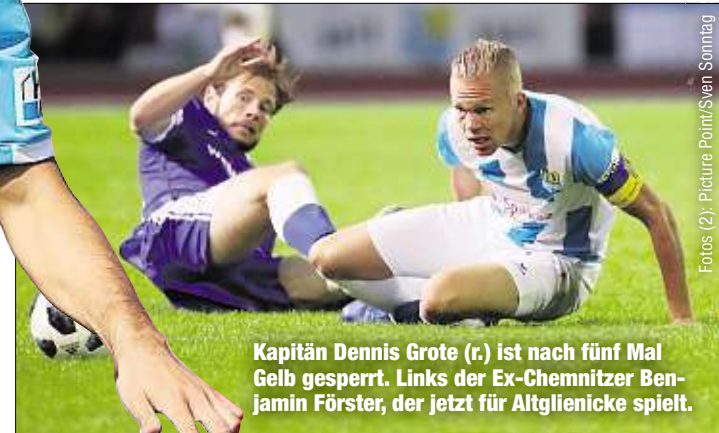 Fotos (2): Picture Point/Sven Sonntag
Kapitän Dennis Grote (r.) ist nach fünf Mal
Gelb gesperrt. Links der Ex-Chemnitzer Ben-
jamin Förster, der jetzt für Altglienicke spielt.